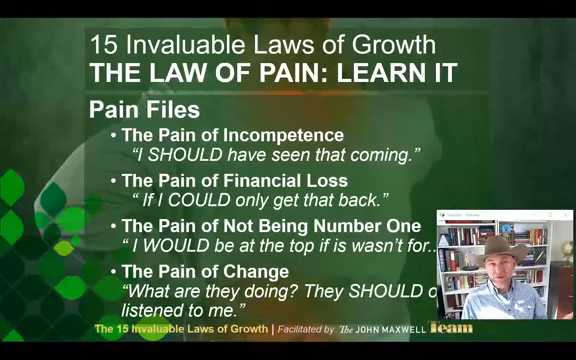 15 Invaluable Laws of Growth
THE LAW OF PAIN: LEARN IT
Pain Files
• The Pain of Incompetence
"I SHOULD have seen that coming."
• The Pain of Financial Loss
" If I COULD only get that back."
• The Pain of Not Being Number One
" I WOULD be at the top if is wasn't for..
• The Pain of Change
"What are they doing? They SHOULD
listened to me."
The 15 Invaluable Laws of Growth | Facilitated by The JOHN MAXWELL Team